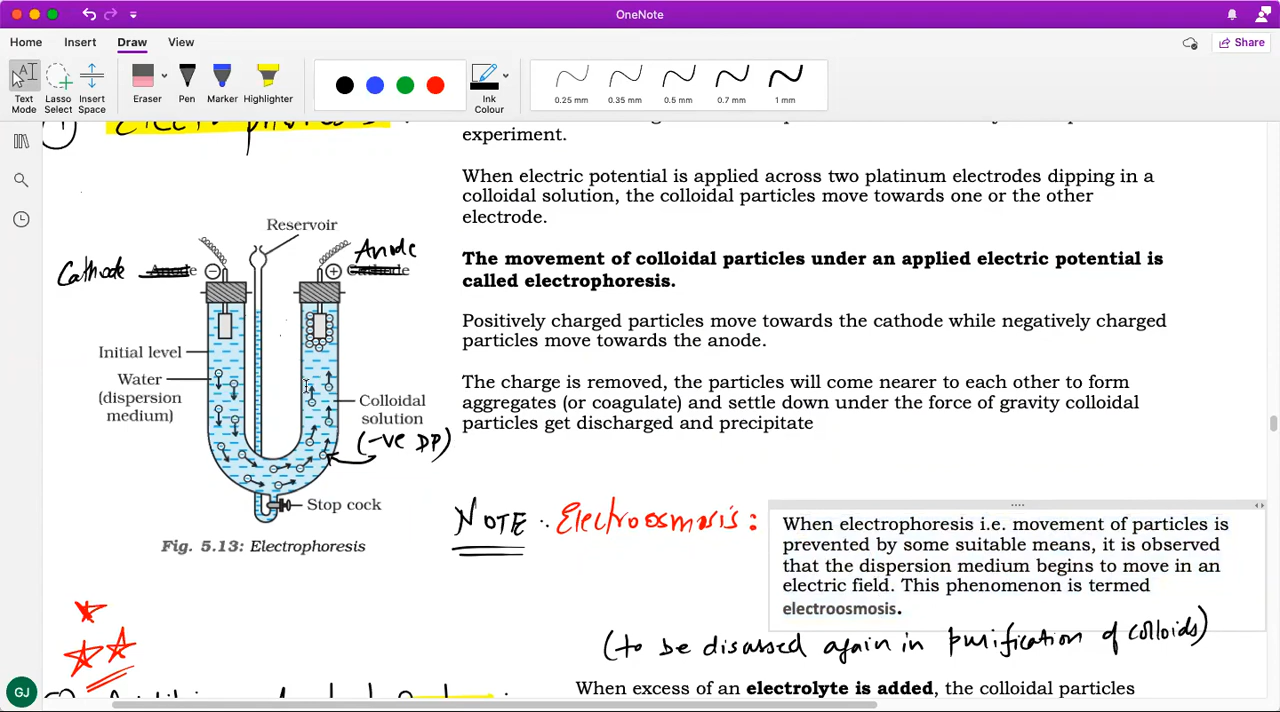 OneNote
Home Insert Draw View
Share
Text Mode
Lasso Select
Insert Space
Eraser
Pen
Marker
Highlighter
0.25 mm
0.35 mm
0.5 mm
0.7 mm
1 mm
Ink Colour
experiment.
When electric potential is applied across two platinum electrodes dipping in a
colloidal solution, the colloidal particles move towards one or the other
electrode.
The movement of colloidal particles under an applied electric potential is
called electrophoresis.
Positively charged particles move towards the cathode while negatively charged
particles move towards the anode.
The charge is removed, the particles will come nearer to each other to form
aggregates (or coagulate) and settle down under the force of gravity colloidal
particles get discharged and precipitate
Reservoir
Anode
Cathode Anode
Cathode
Initial level
Water
(dispersion
medium)
Colloidal
solution
(-ve DP)
Stop cock
Fig. 5.13: Electrophoresis
NOTE : Electroosmosis :
When electrophoresis i.e. movement of particles is
prevented by some suitable means, it is observed
that the dispersion medium begins to move in an
electric field. This phenomenon is termed
electroosmosis.
(to be disassed again in purification of colloids)
When excess of an electrolyte is added, the colloidal particles
GJ